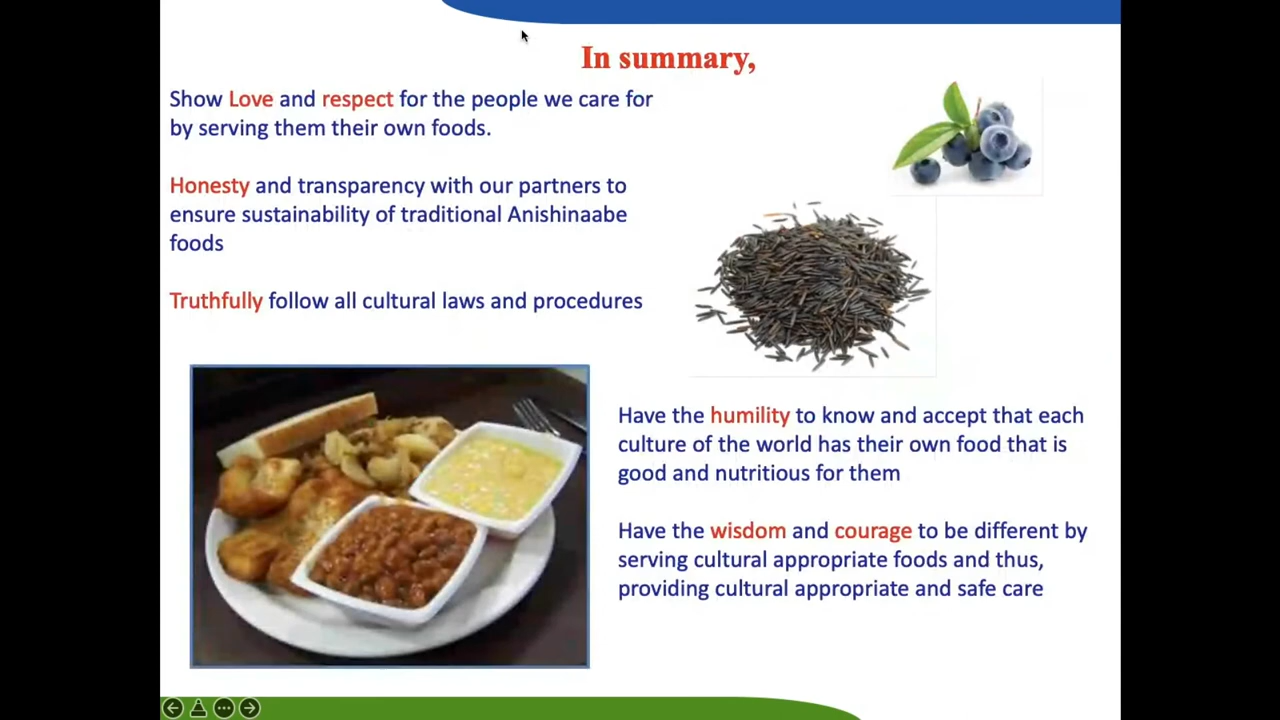 In summary,
Show Love and respect for the people we care for
by serving them their own foods.
Honesty and transparency with our partners to
ensure sustainability of traditional Anishinaabe
foods
Truthfully follow all cultural laws and procedures
Have the humility to know and accept that each
culture of the world has their own food that is
good and nutritious for them
Have the wisdom and courage to be different by
serving cultural appropriate foods and thus,
providing cultural appropriate and safe care